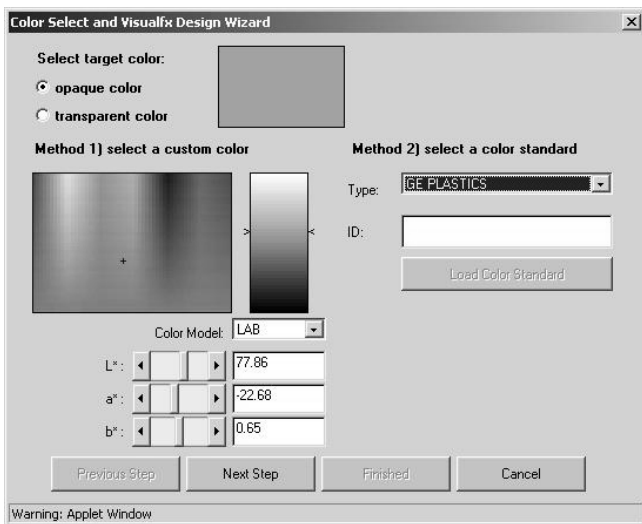 Color Select and Visualfx Design Wizard
Select target color:
opaque color
transparent color
Method 1) select a custom color
Method 2) select a color standard
Type: GE PLASTICS
ID:
Load Color Standard
Color Model: LAB
L*: 77.86
a*: -22.68
b*: 0.65
Previous Step Next Step Finished Cancel
Warning: Applet Window